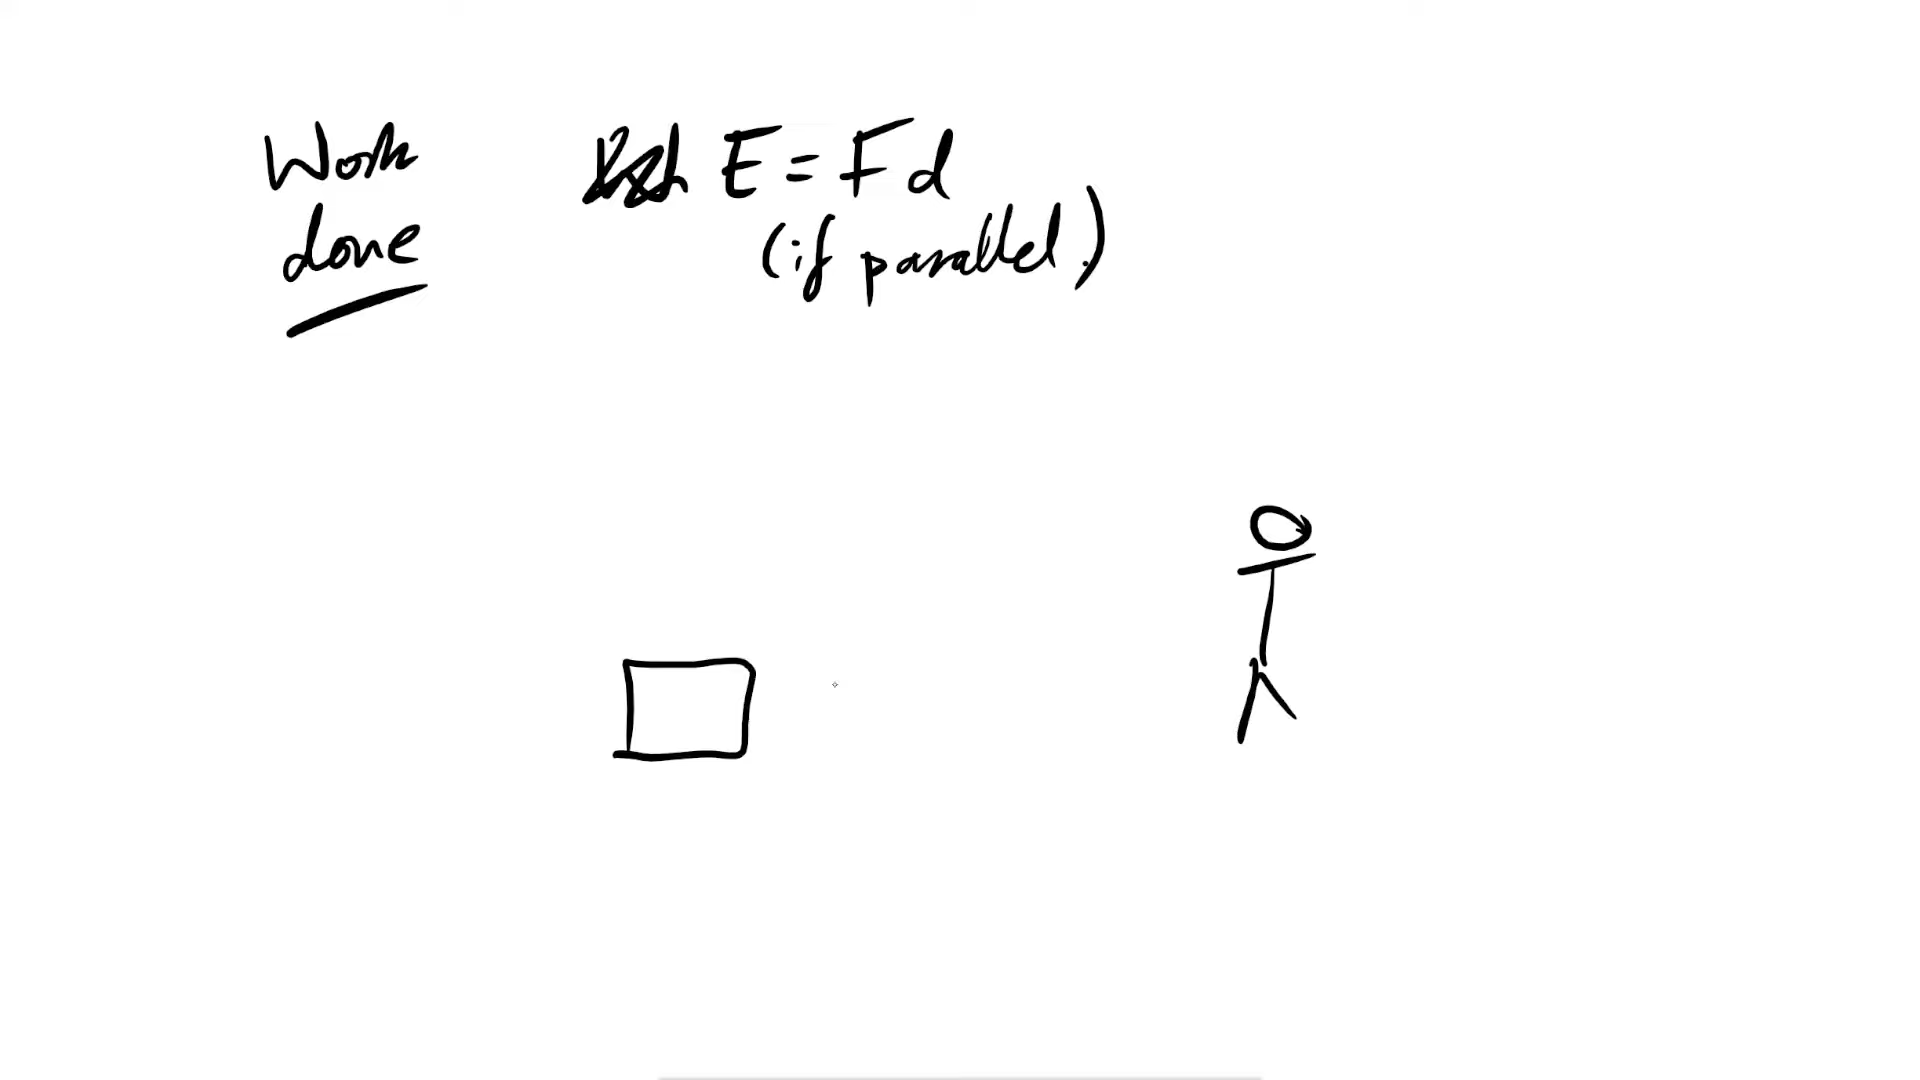 Work
done
E = Fd
(if parallel.)